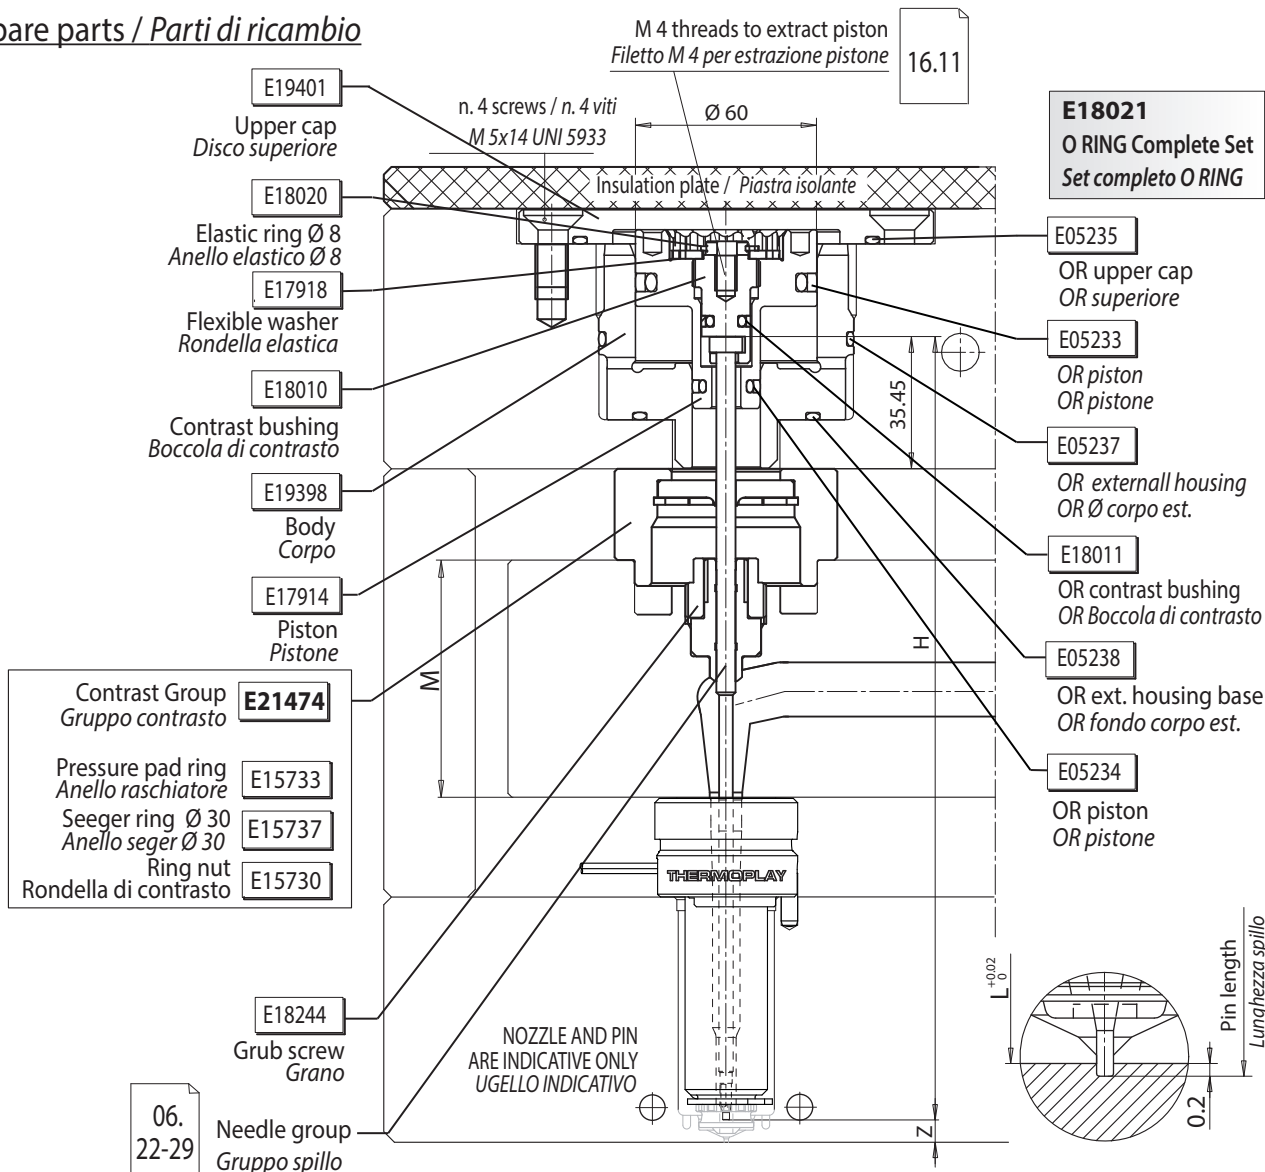 pare parts / Parti di ricambio
M 4 threads to extract piston
Filetto M 4 per estrazione pistone
16.11
E19401
Upper cap
Disco superiore
n. 4 screws / n. 4 viti
M 5x14 UNI 5933
Ø 60
E18021
O RING Complete Set
Set completo O RING
Insulation plate / Piastra isolante
E18020
Elastic ring Ø 8
Anello elastico Ø 8
E17918
Flexible washer
Rondella elastica
E18010
Contrast bushing
Boccola di contrasto
E19398
Body
Corpo
E17914
Piston
Pistone
Contrast Group
Gruppo contrasto
E21474
Pressure pad ring
Anello raschiatore
E15733
Seeger ring Ø 30
Anello seger Ø 30
E15737
Ring nut
Rondella di contrasto
E15730
E18244
Grub screw
Grano
06.
22-29
Needle group
Gruppo spillo
E05235
OR upper cap
OR superiore
E05233
OR piston
OR pistone
E05237
OR externall housing
OR Ø corpo est.
E18011
OR contrast bushing
OR Boccola di contrasto
E05238
OR ext. housing base
OR fondo corpo est.
E05234
OR piston
OR pistone
35.45
H
M
THERMOPLAY
NOZZLE AND PIN
ARE INDICATIVE ONLY
UGELLO INDICATIVO
Z
L +0.02 0
Pin length
Lunghezza spillo
0.2